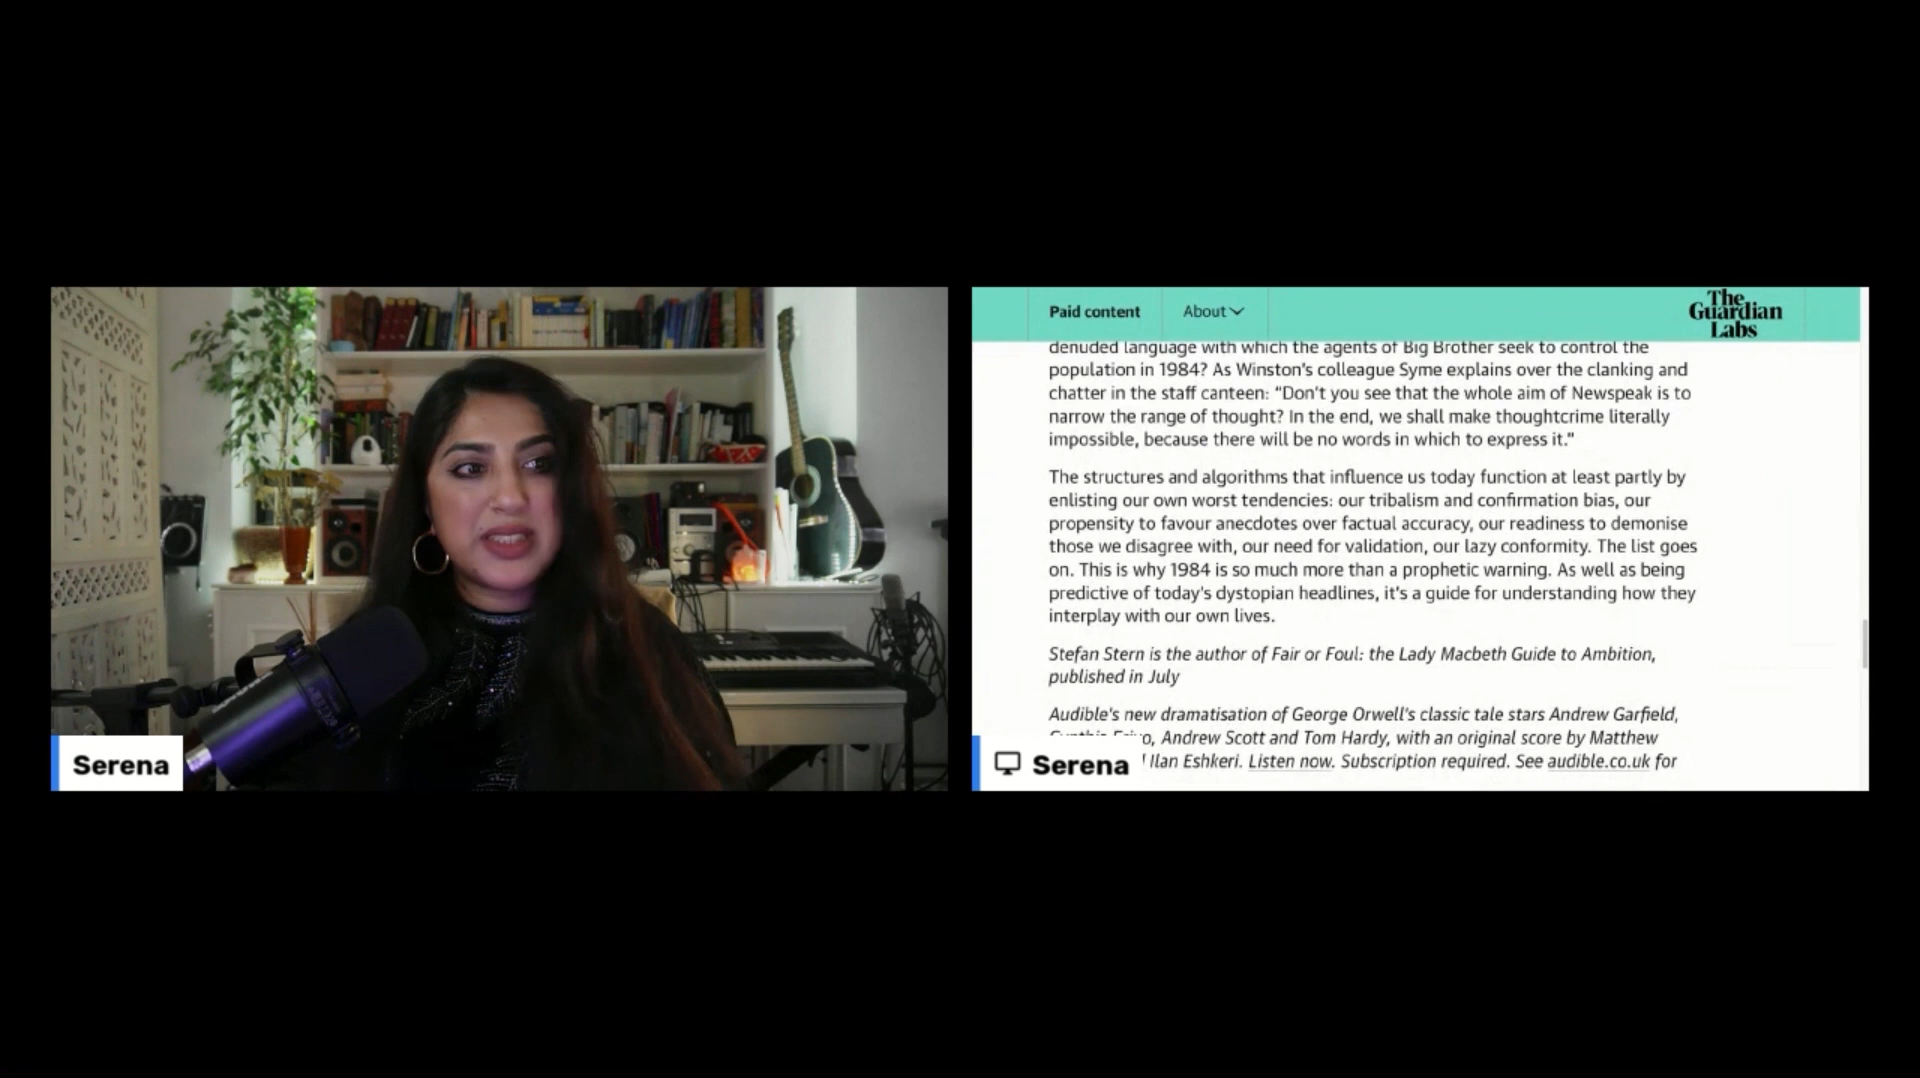 Serena
Paid content
About
The
Guardian
Labs
denuded language with which the agents of Big Brother seek to control the
population in 1984? As Winston's colleague Syme explains over the clanking and
chatter in the staff canteen: “Don't you see that the whole aim of Newspeak is to
narrow the range of thought? In the end, we shall make thoughtcrime literally
impossible, because there will be no words in which to express it.”
The structures and algorithms that influence us today function at least partly by
enlisting our own worst tendencies: our tribalism and confirmation bias, our
propensity to favour anecdotes over factual accuracy, our readiness to demonise
those we disagree with, our need for validation, our lazy conformity. The list goes
on. This is why 1984 is so much more than a prophetic warning. As well as being
predictive of today's dystopian headlines, it's a guide for understanding how they
interplay with our own lives.
Stefan Stern is the author of Fair or Foul: the Lady Macbeth Guide to Ambition,
published in July
Audible's new dramatisation of George Orwell's classic tale stars Andrew Garfield,
Andrew Scott and Tom Hardy, with an original score by Matthew
Ilan Eshkeri. Listen now. Subscription required. See audible.co.uk for
Serena